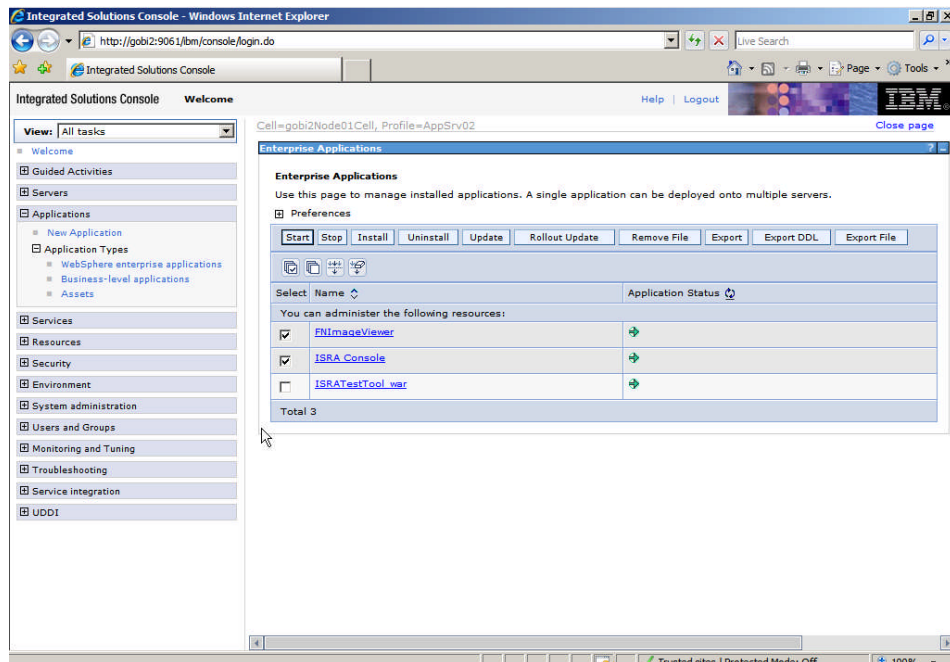 Integrated Solutions Console - Windows Internet Explorer
http://gobi2:9061/ibm/console/login.do
Live Search
Integrated Solutions Console
Page
Tools
Integrated Solutions Console Welcome
Help | Logout
IBM
View: All tasks
Cell=gobi2Node01Cell, Profile=AppSrv02
Close page
Welcome
Guided Activities
Servers
Applications
New Application
Application Types
WebSphere enterprise applications
Business-level applications
Assets
Services
Resources
Security
Environment
System administration
Users and Groups
Monitoring and Tuning
Troubleshooting
Service integration
UDDI
Enterprise Applications
? -
Enterprise Applications
Use this page to manage installed applications. A single application can be deployed onto multiple servers.
Preferences
Start Stop Install Uninstall Update Rollout Update Remove File Export Export DDL Export File
Select Name Application Status
You can administer the following resources:
FNImageViewer
ISRA Console
ISRATestTool_war
Total 3
Trusted sites | Protected Mode: Off
100%